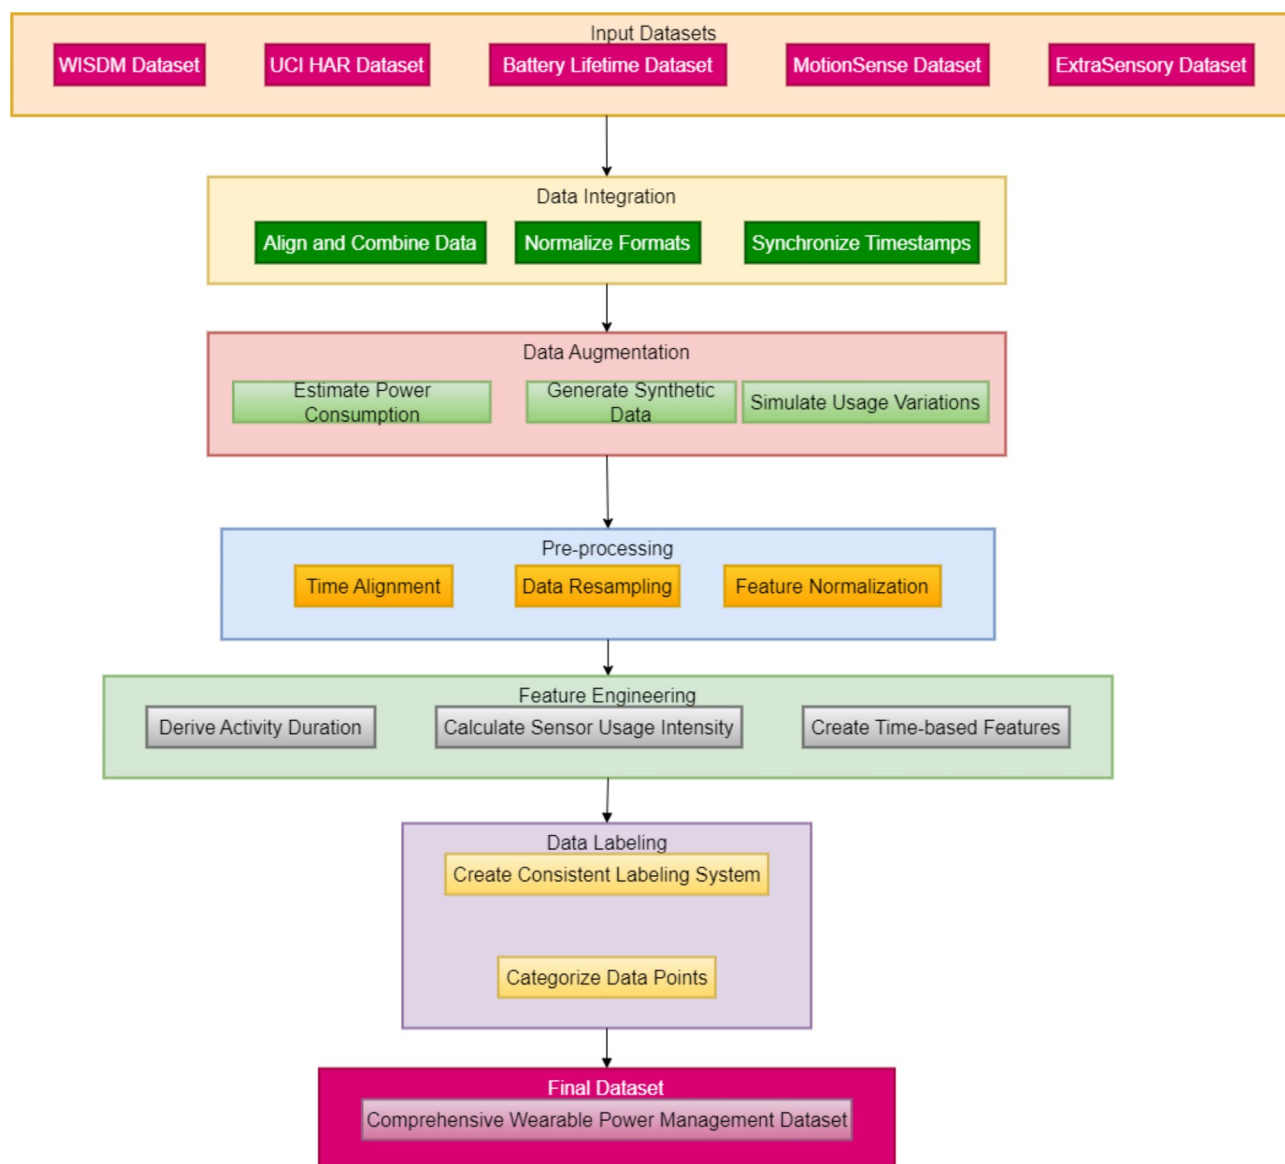 Input Datasets
WISDM Dataset
UCI HAR Dataset
Battery Lifetime Dataset
MotionSense Dataset
ExtraSensory Dataset
Data Integration
Align and Combine Data
Normalize Formats
Synchronize Timestamps
Data Augmentation
Estimate Power
Consumption
Generate Synthetic
Data
Simulate Usage Variations
Pre-processing
Time Alignment
Data Resampling
Feature Normalization
Feature Engineering
Derive Activity Duration
Calculate Sensor Usage Intensity
Create Time-based Features
Data Labeling
Create Consistent Labeling System
Categorize Data Points
Final Dataset
Comprehensive Wearable Power Management Dataset